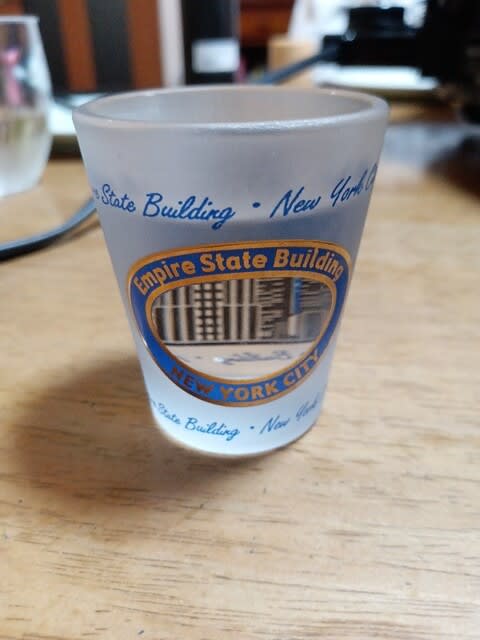 State Building • New York
Empire State Building
NEW YORK CITY
State Building • New York